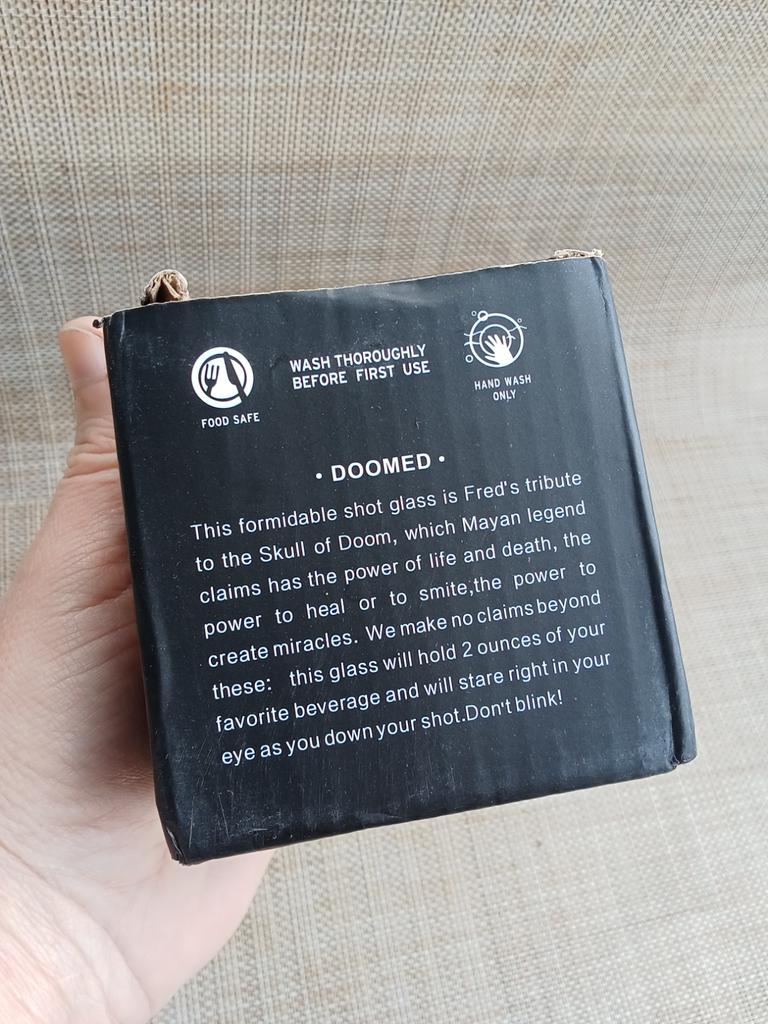 WASH THOROUGHLY
BEFORE FIRST USE
FOOD SAFE
HAND WASH
ONLY
• DOOMED •
This formidable shot glass is Fred's tribute
to the Skull of Doom, which Mayan legend
claims has the power of life and death, the
power to heal or to smite,the power to
create miracles. We make no claims beyond
these: this glass will hold 2 ounces of your
favorite beverage and will stare right in your
eye as you down your shot.Don't blink!